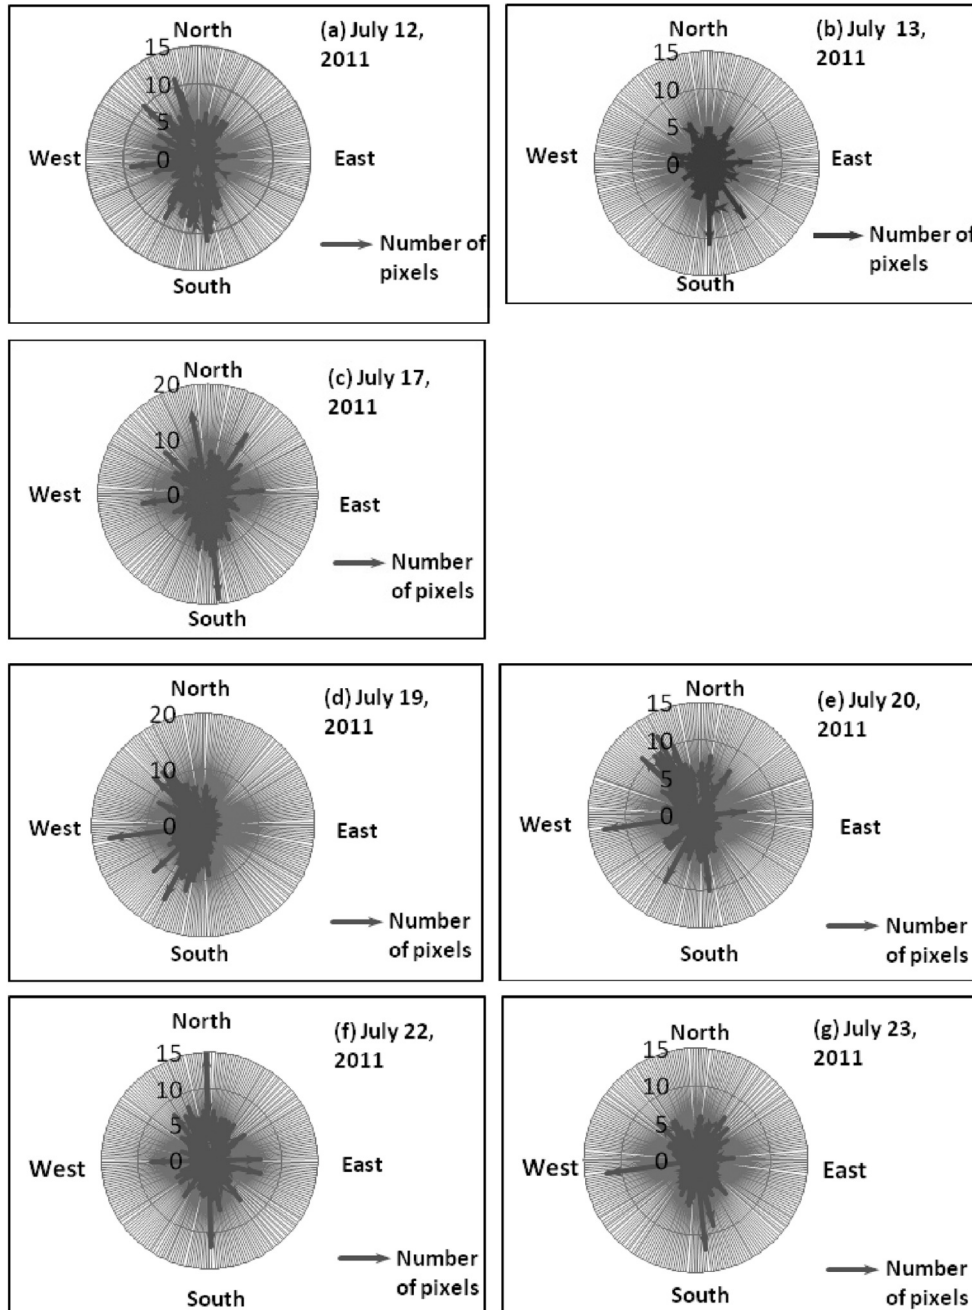 North
(a) July 12,
2011
15
10
5
West
0
East
Number of
pixels
South
North
(b) July 13,
2011
15
10
5
West
0
East
Number of
pixels
South
North
(c) July 17,
2011
20
10
West
0
East
Number
of pixels
South
North
(d) July 19,
2011
20
10
West
0
East
Number
of pixels
South
North
(e) July 20,
2011
15
10
5
West
0
East
Number
of pixels
South
North
(f) July 22,
2011
15
10
5
West
0
East
Number
of pixels
South
North
(g) July 23,
2011
15
10
5
West
0
East
Number
of pixels
South